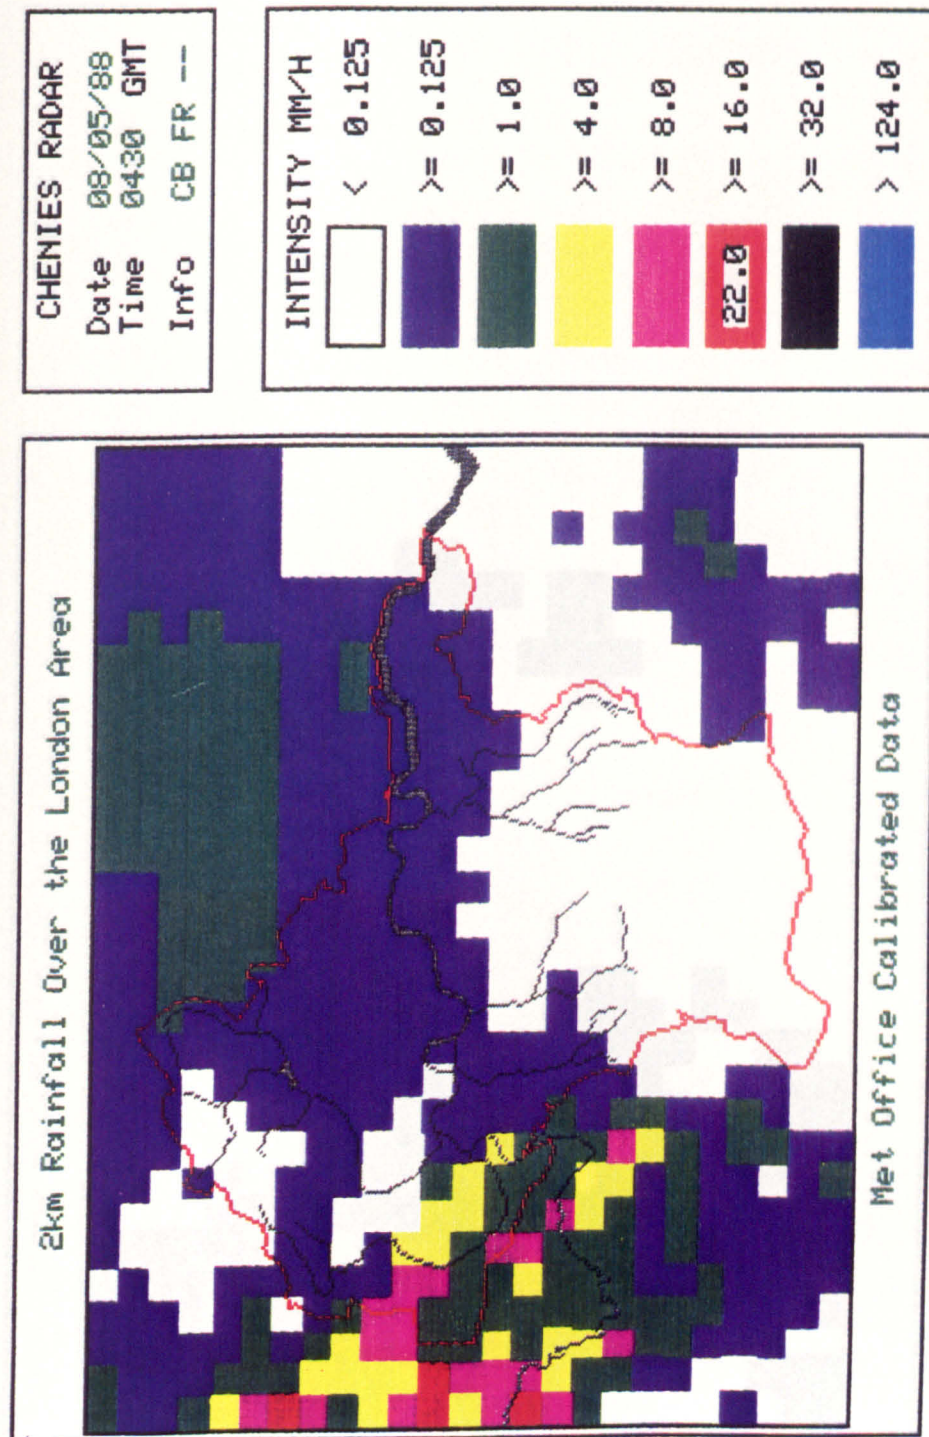 2km Rainfall Over the London Area
Met Office Calibrated Data
CHENIES RADAR
Date 08/05/88
Time 0430 GMT
Info CB FR --
INTENSITY MM/H
< 0.125
>= 0.125
>= 1.0
>= 4.0
>= 8.0
22.0 >= 16.0
>= 32.0
> 124.0